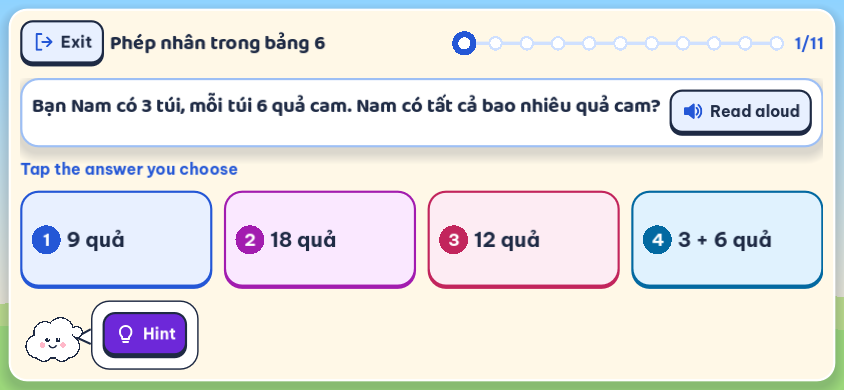 Exit
Phép nhân trong bảng 6
1/11
Bạn Nam có 3 túi, mỗi túi 6 quả cam. Nam có tất cả bao nhiêu quả cam?
Read aloud
Tap the answer you choose
1 9 quả
2 18 quả
3 12 quả
4 3 + 6 quả
Hint